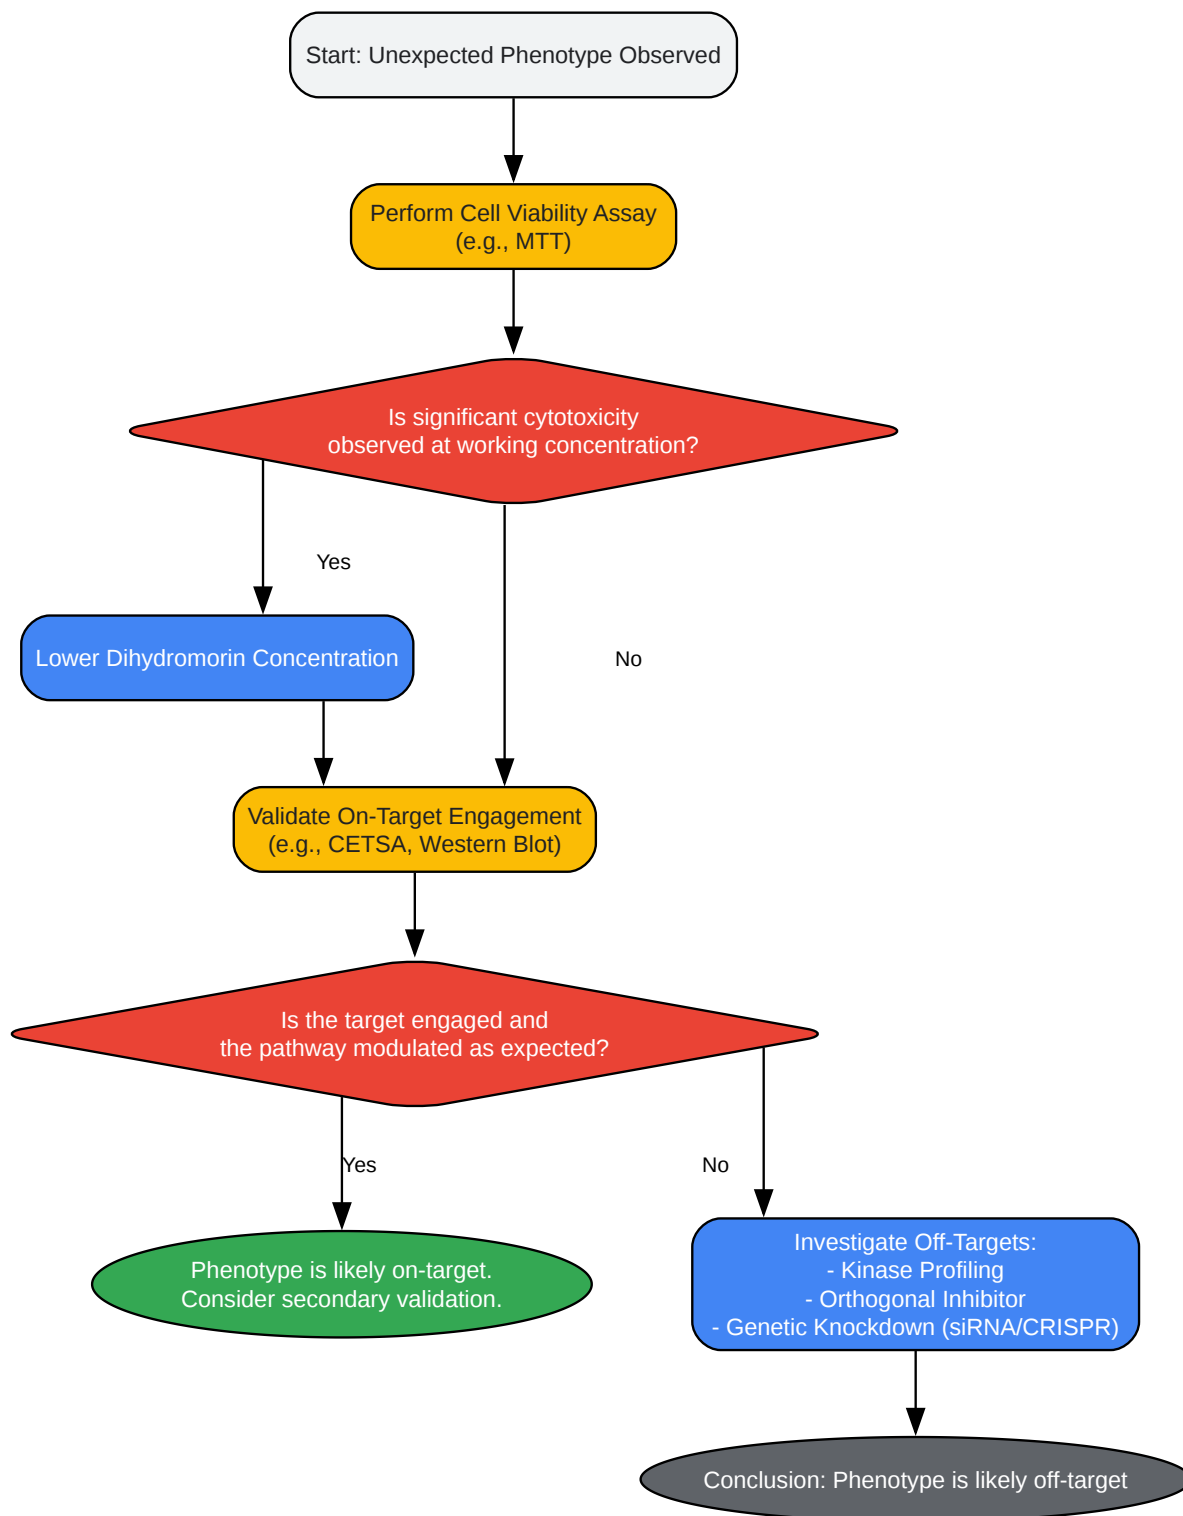 Start: Unexpected Phenotype Observed
Perform Cell Viability Assay
(e.g., MTT)
Is significant cytotoxicity
observed at working concentration?
Yes
Lower Dihydromorin Concentration
No
Validate On-Target Engagement
(e.g., CETSA, Western Blot)
Is the target engaged and
the pathway modulated as expected?
Yes
No
Phenotype is likely on-target.
Consider secondary validation.
Investigate Off-Targets:
- Kinase Profiling
- Orthogonal Inhibitor
- Genetic Knockdown (siRNA/CRISPR)
Conclusion: Phenotype is likely off-target